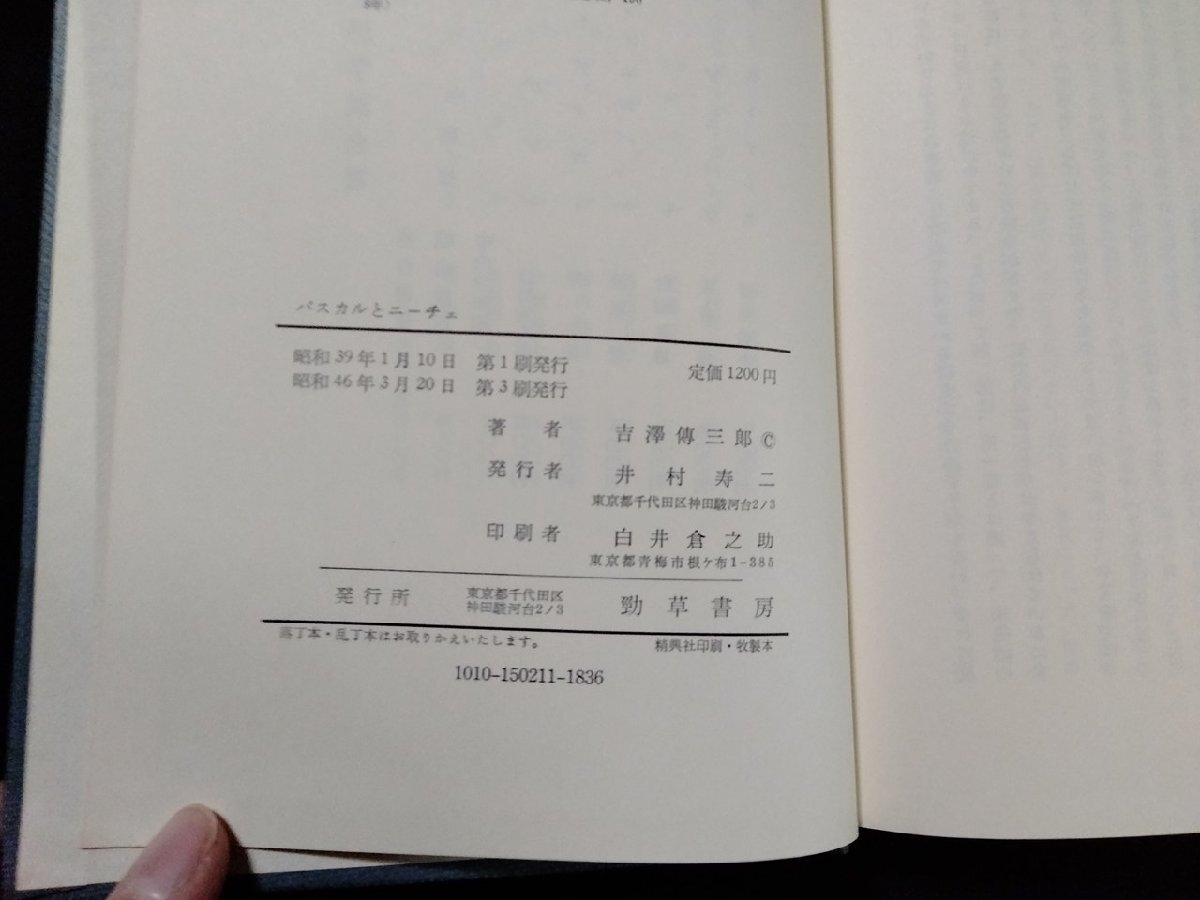 パスカルとニーチェ
昭和39年1月10日 第1刷発行
昭和46年3月20日 第3刷発行
定価1200円
著者 吉澤傳三郎©
発行者 井村寿二
東京都千代田区神田駿河台2/3
印刷者 白井倉之助
東京都青梅市根ケ布1-385
発行所 東京都千代田区
神田駿河台2/3 勁草書房
落丁本・乱丁本はお取りかえいたします。
精興社印刷・牧製本
1010-150211-1836